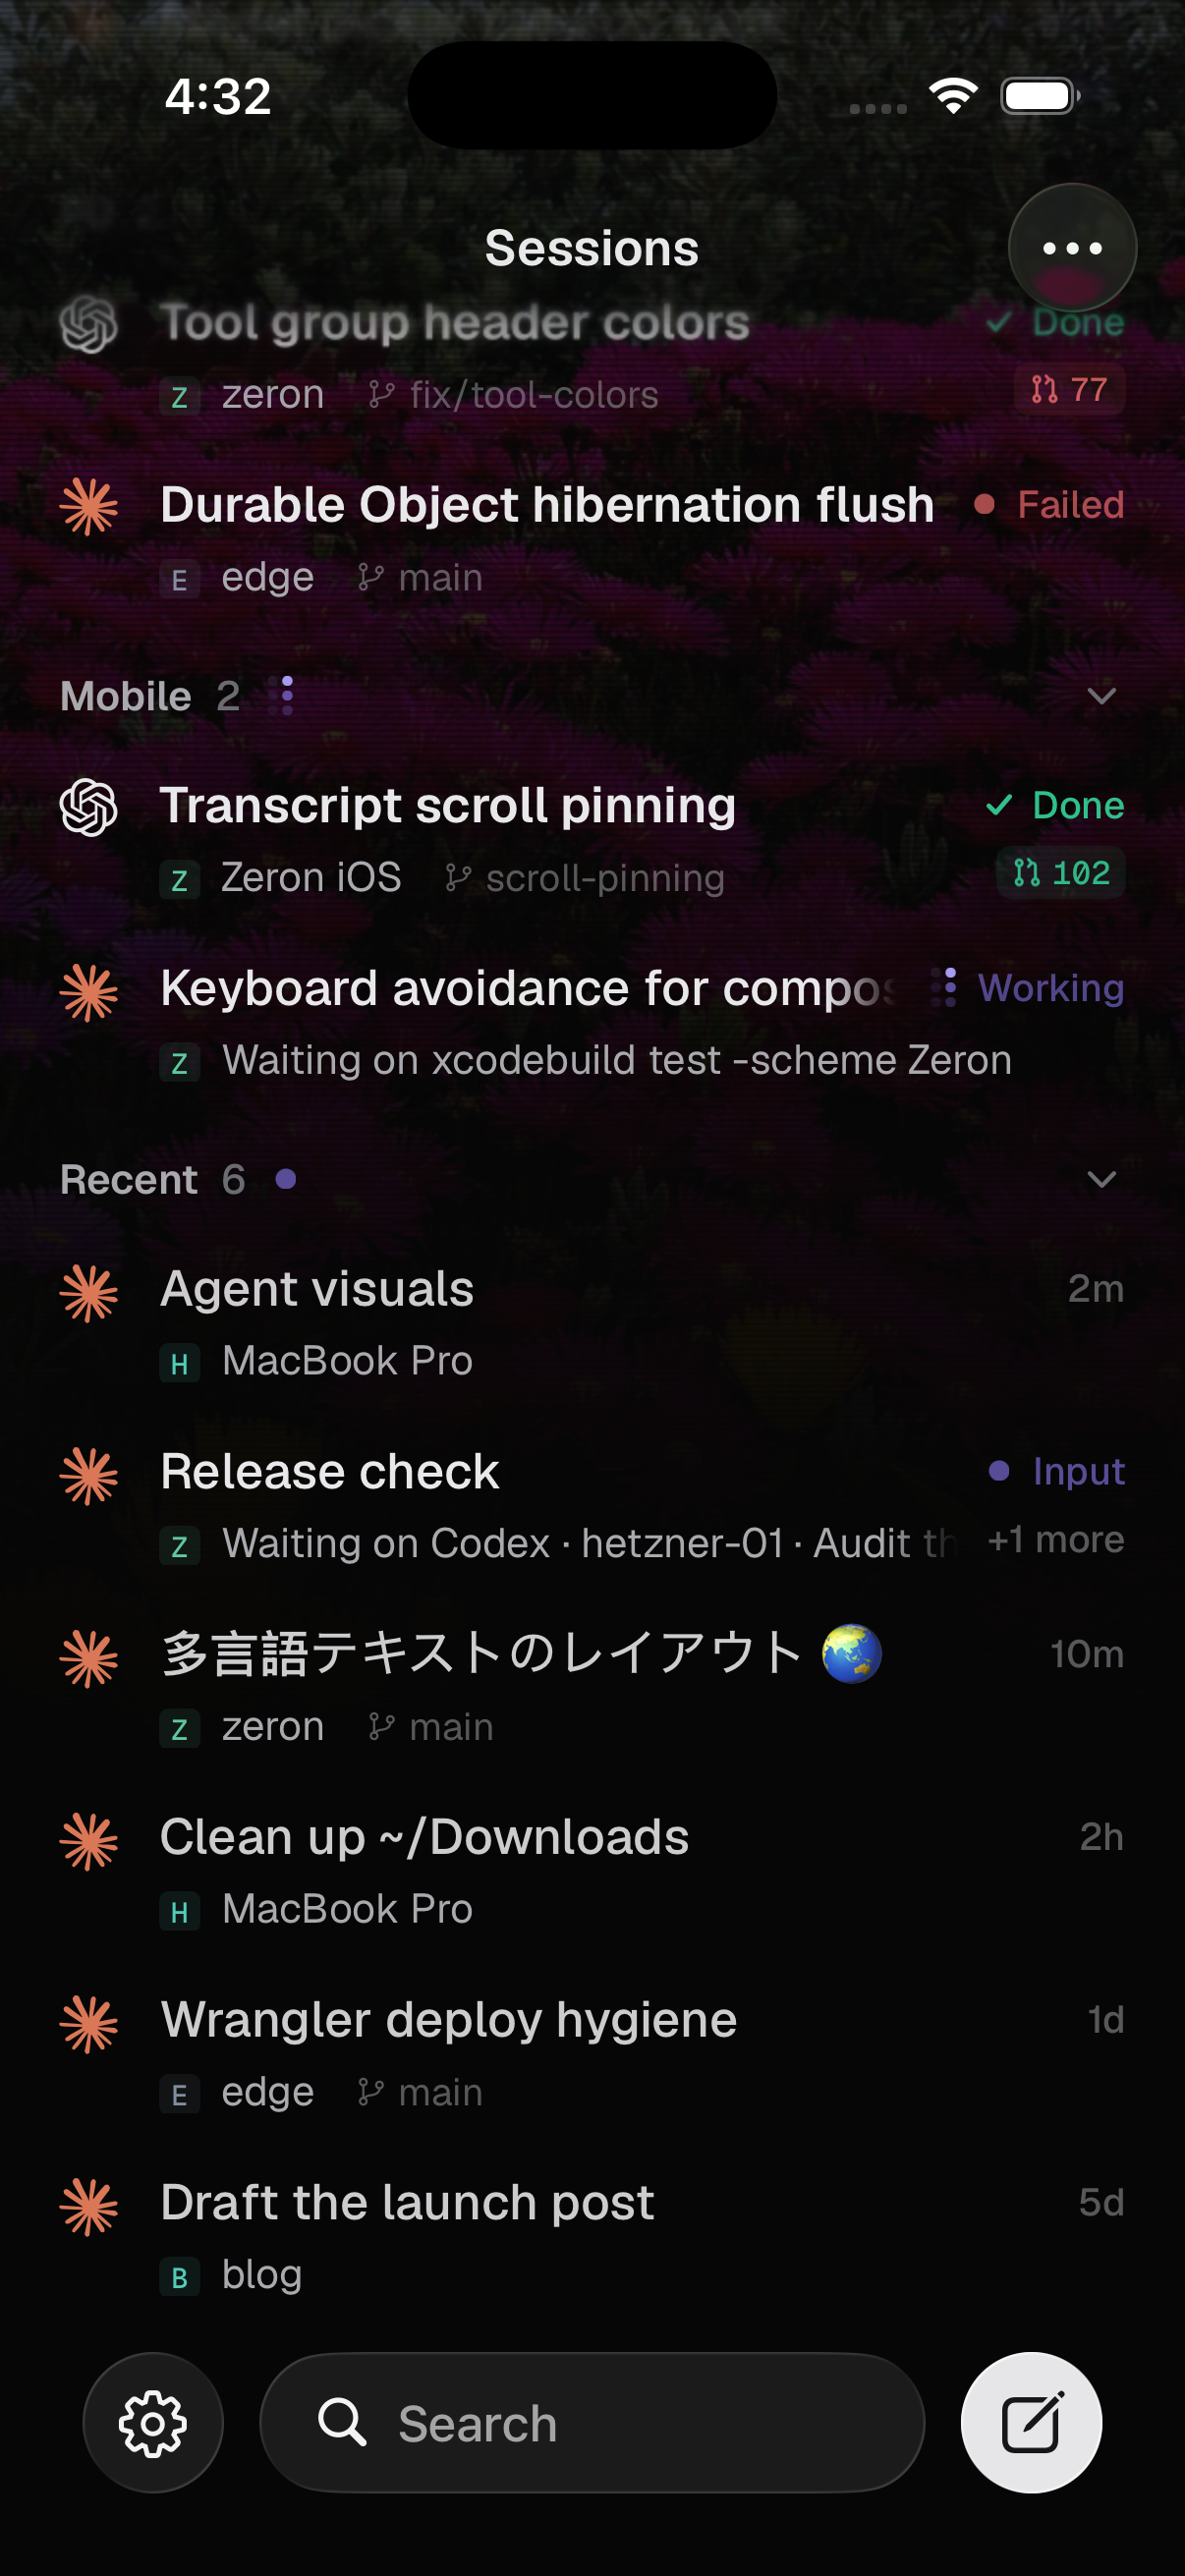 4:32
Sessions
Tool group header colors
Done
Z zeron fix/tool-colors
77
Durable Object hibernation flush
Failed
E edge main
Mobile 2
Transcript scroll pinning
Done
Z Zeron iOS scroll-pinning
102
Keyboard avoidance for compos
Working
Z Waiting on xcodebuild test -scheme Zeron
Recent 6
Agent visuals
2m
H MacBook Pro
Release check
Input
Z Waiting on Codex · hetzner-01 · Audit th
+1 more
多言語テキストのレイアウト 🌏
10m
Z zeron main
Clean up ~/Downloads
2h
H MacBook Pro
Wrangler deploy hygiene
1d
E edge main
Draft the launch post
5d
B blog
Search